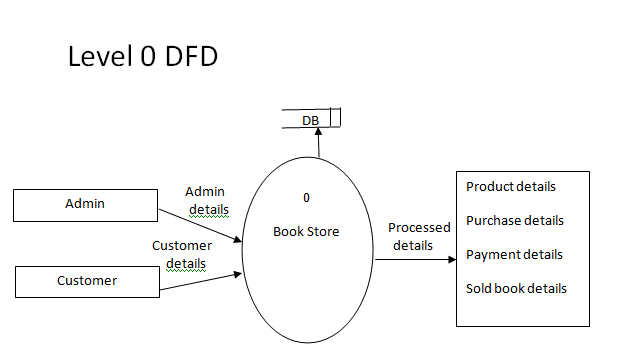 Level 0 DFD
DB
Admin
Admin
details
0
Book Store
Customer
details
Customer
Processed
details
Product details
Purchase details
Payment details
Sold book details